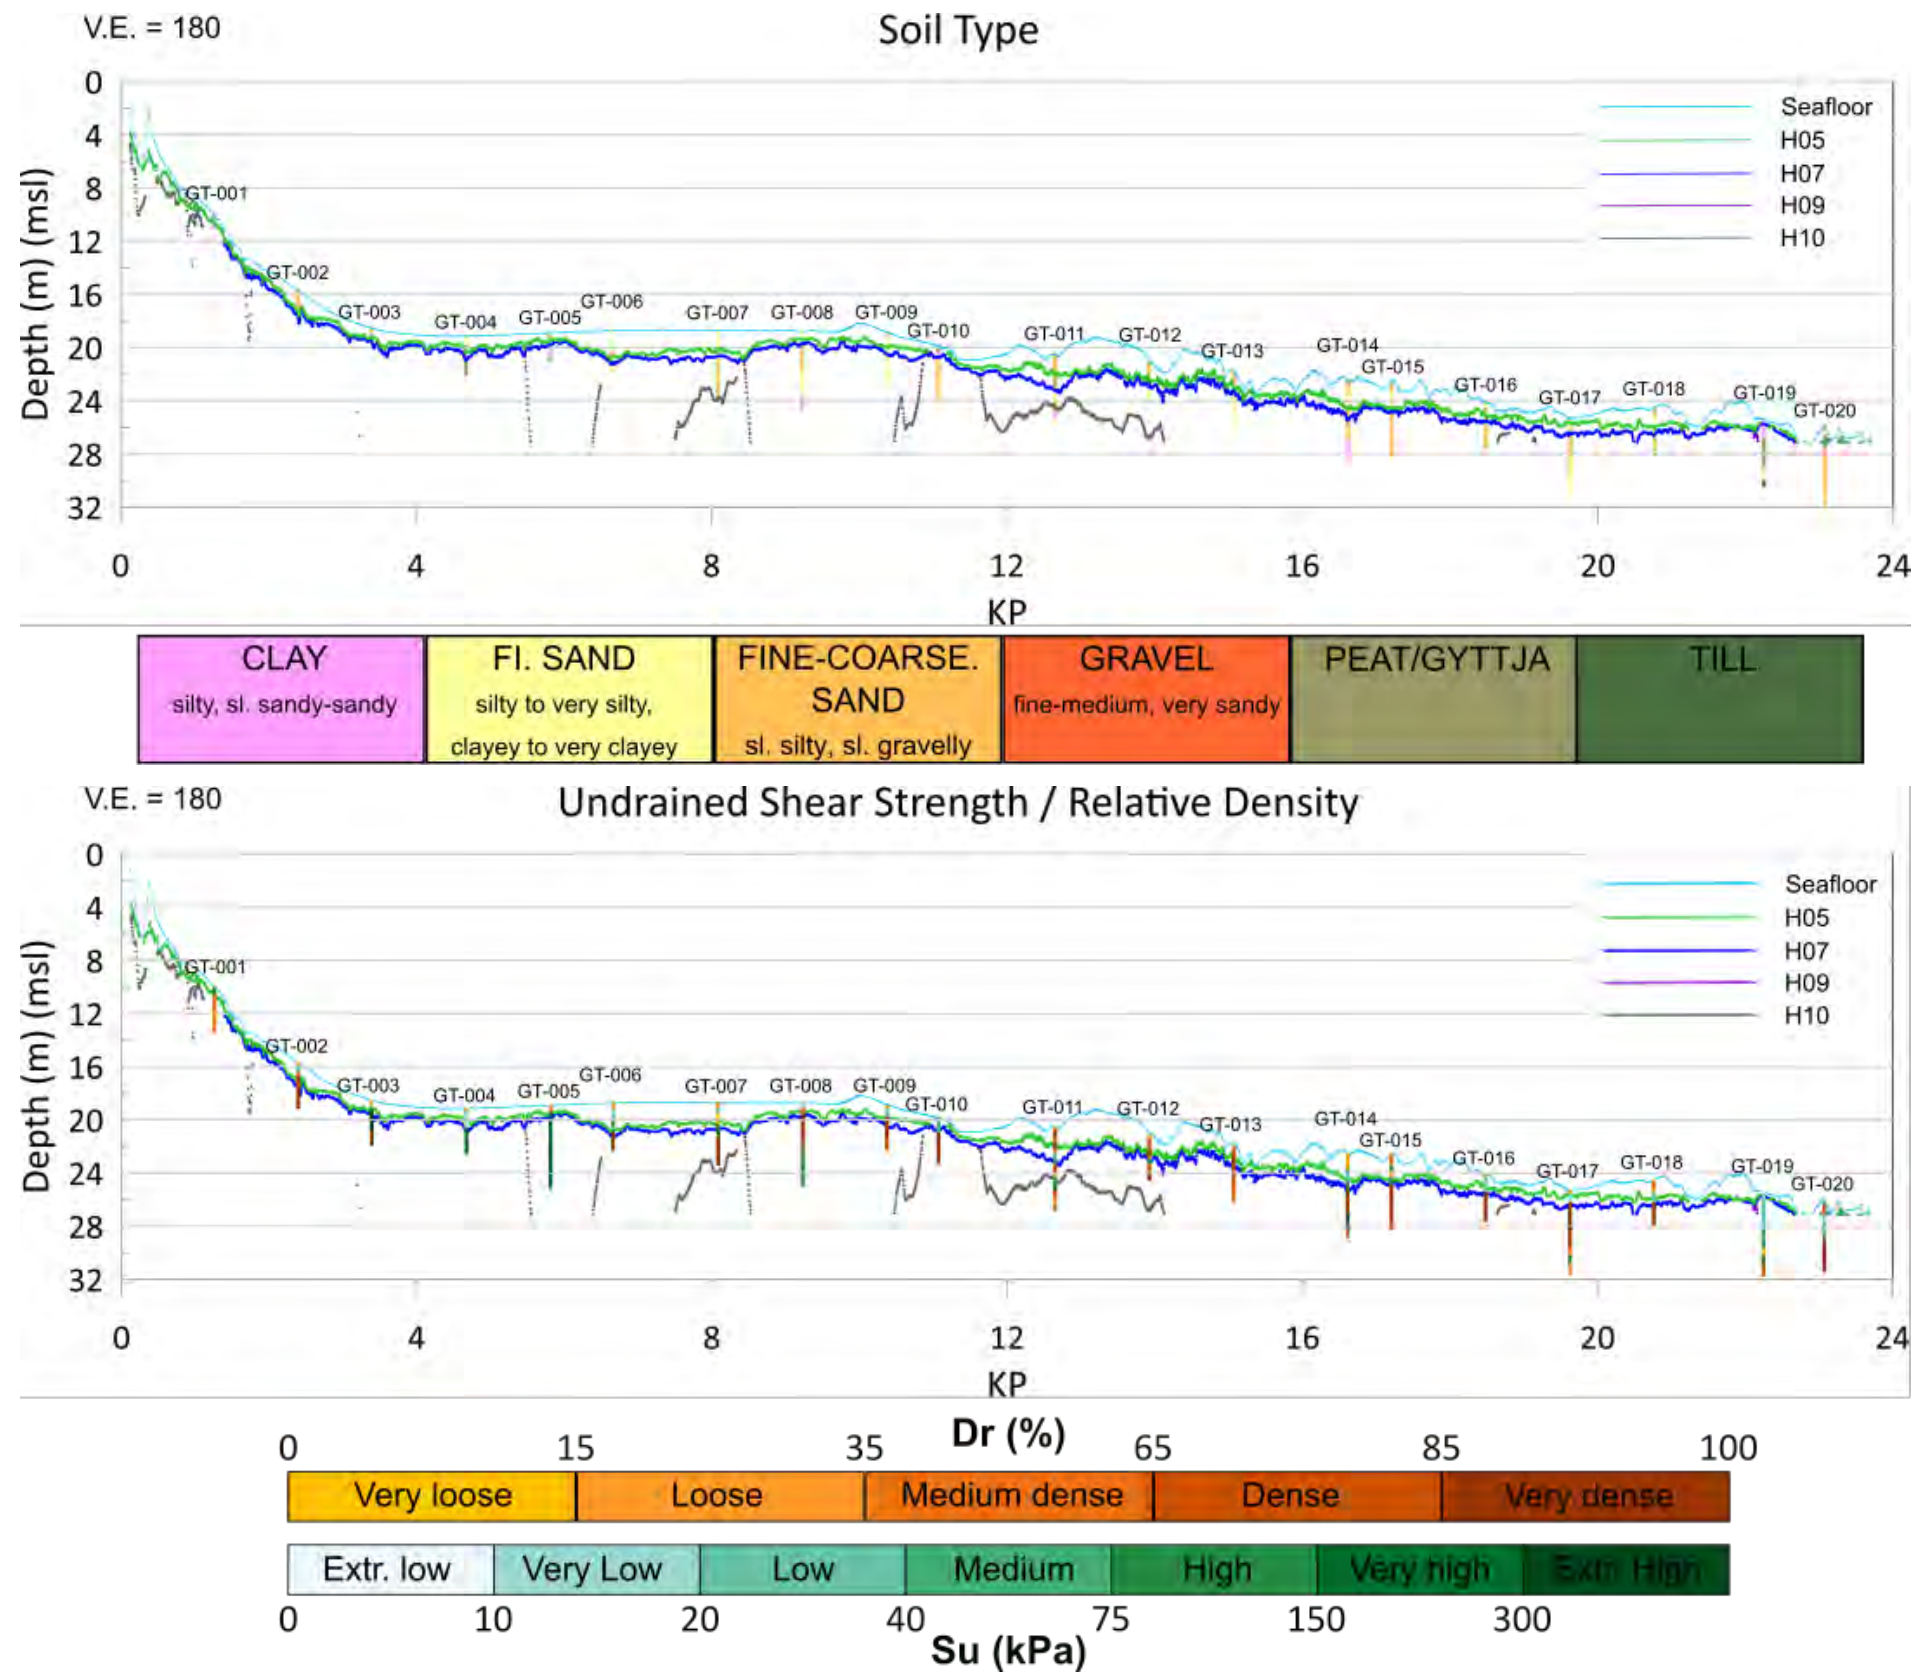 V.E. = 180
Soil Type
0
4
8
12
16
20
24
28
32
Depth (m) (msl)
Seafloor
H05
H07
H09
H10
GT-001
GT-002
GT-003
GT-004
GT-005
GT-006
GT-007
GT-008
GT-009
GT-010
GT-011
GT-012
GT-013
GT-014
GT-015
GT-016
GT-017
GT-018
GT-019
GT-020
0 4 8 12 16 20 24
KP
CLAY
silty, sl. sandy-sandy
FI. SAND
silty to very silty,
clayey to very clayey
FINE-COARSE.
SAND
sl. silty, sl. gravelly
GRAVEL
fine-medium, very sandy
PEAT/GYTTJA
TILL
V.E. = 180
Undrained Shear Strength / Relative Density
0
4
8
12
16
20
24
28
32
Depth (m) (msl)
Seafloor
H05
H07
H09
H10
GT-001
GT-002
GT-003
GT-004
GT-005
GT-006
GT-007
GT-008
GT-009
GT-010
GT-011
GT-012
GT-013
GT-014
GT-015
GT-016
GT-017
GT-018
GT-019
GT-020
0 4 8 12 16 20 24
KP
Dr (%)
0 15 35 65 85 100
Very loose Loose Medium dense Dense Very dense
Extr. low Very Low Low Medium High Very high Extr. High
0 10 20 40 75 150 300
Su (kPa)